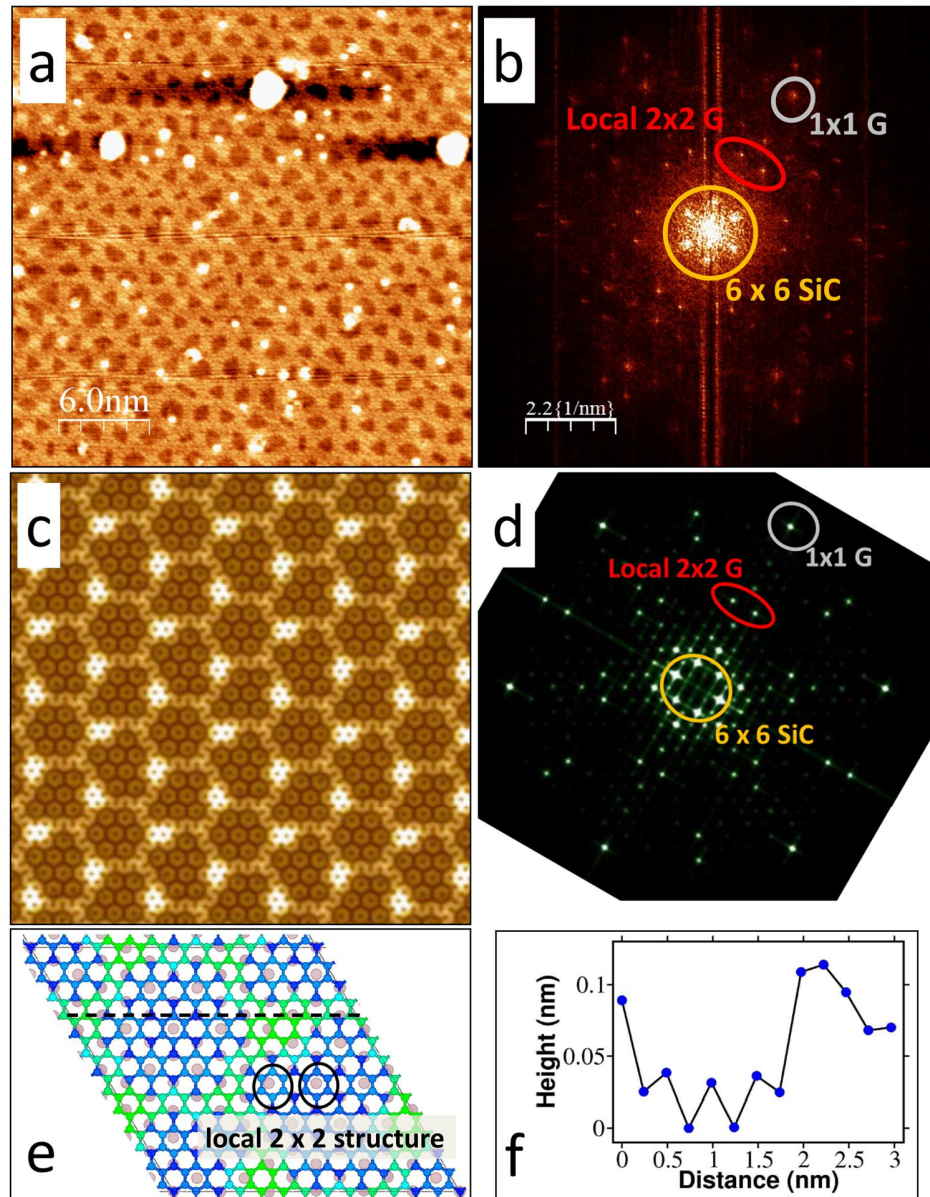 a
6.0nm
b
Local 2x2 G
1x1 G
6 x 6 SiC
2.2{1/nm}
c
d
Local 2x2 G
1x1 G
6 x 6 SiC
e
local 2 x 2 structure
f
Height (nm)
0.1
0.05
0
0 0.5 1 1.5 2 2.5 3
Distance (nm)